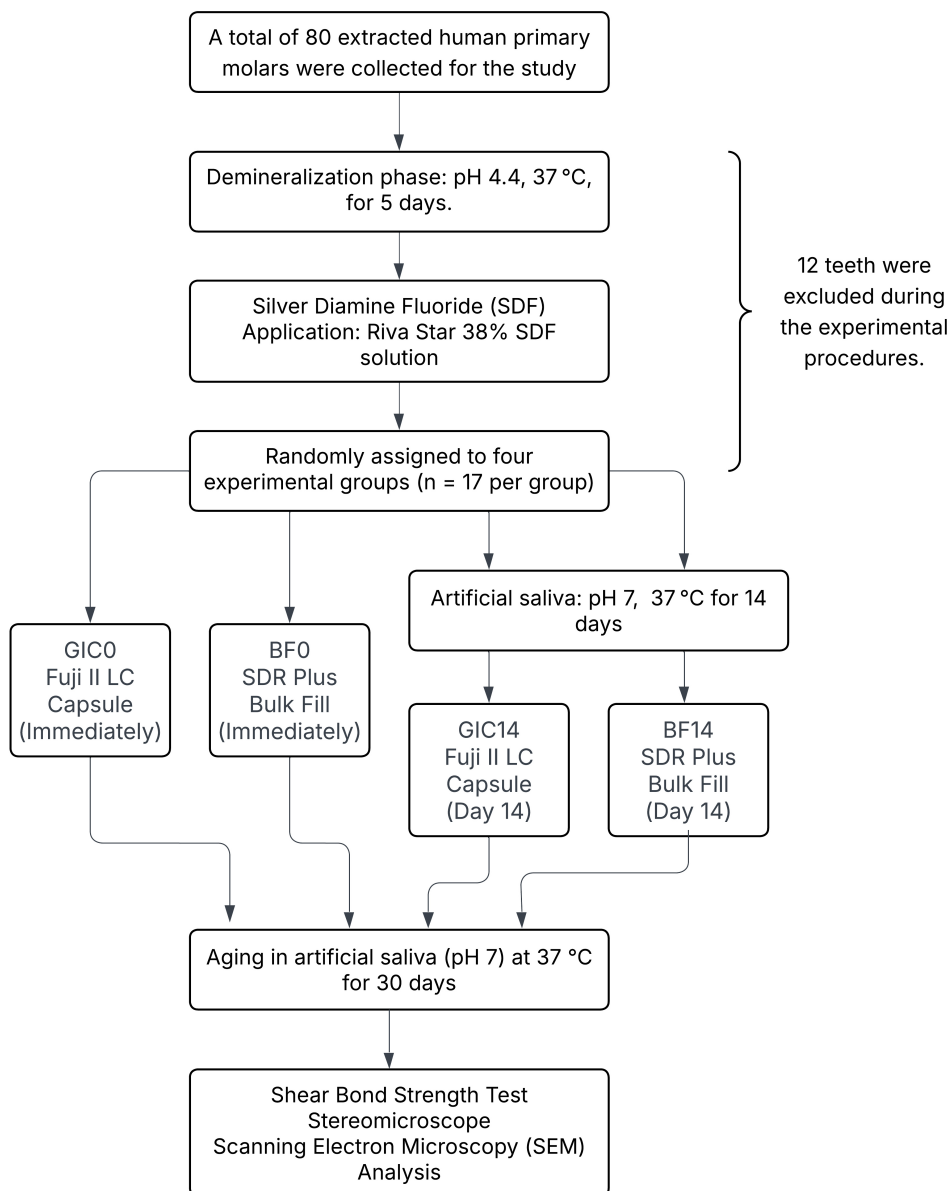 A total of 80 extracted human primary
molars were collected for the study
Demineralization phase: pH 4.4, 37 °C,
for 5 days.
12 teeth were
excluded during
the experimental
procedures.
Silver Diamine Fluoride (SDF)
Application: Riva Star 38% SDF
solution
Randomly assigned to four
experimental groups (n = 17 per group)
Artificial saliva: pH 7,  37 °C for 14
days
GIC0
Fuji II LC
Capsule
(Immediately)
BF0
SDR Plus
Bulk Fill
(Immediately)
GIC14
Fuji II LC
Capsule
(Day 14)
BF14
SDR Plus
Bulk Fill
(Day 14)
Aging in artificial saliva (pH 7) at 37 °C
for 30 days
Shear Bond Strength Test
Stereomicroscope
Scanning Electron Microscopy (SEM)
Analysis